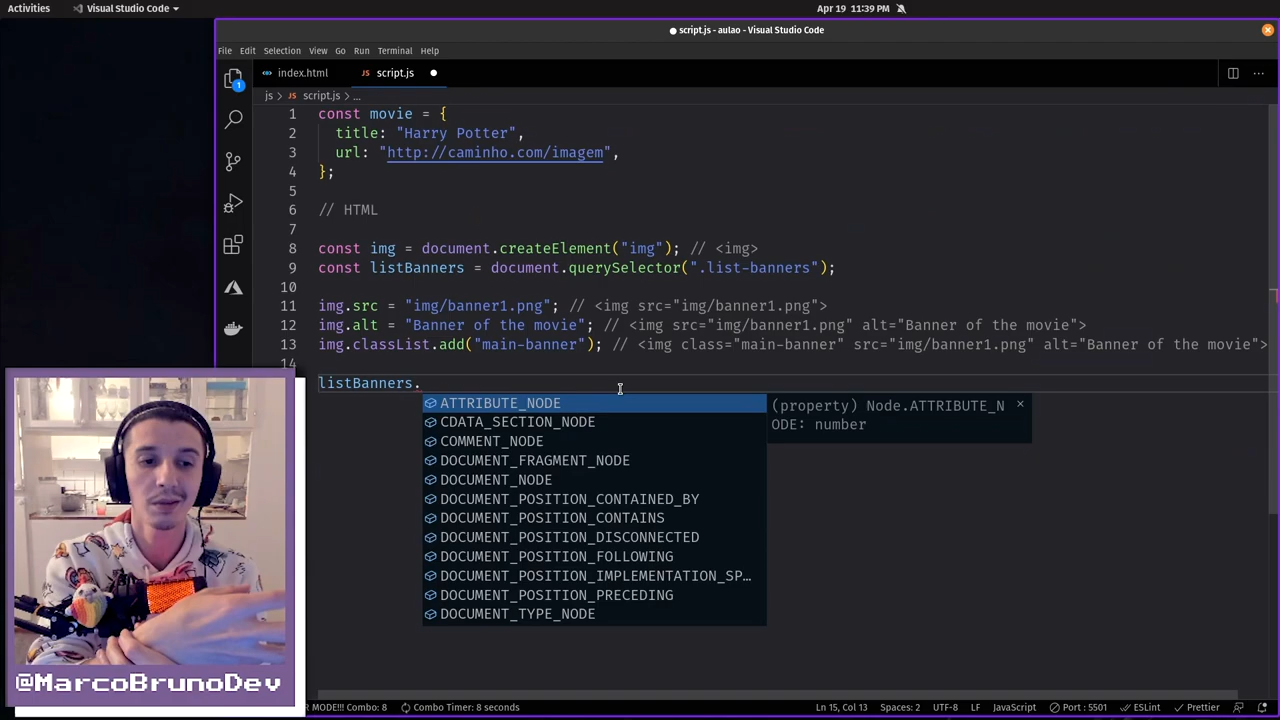 Activities
Visual Studio Code
Apr 19 11:39 PM
script.js - aulao - Visual Studio Code
File Edit Selection View Go Run Terminal Help
1
index.html
JS script.js
js > JS script.js > ...
1 const movie = {
2 title: "Harry Potter",
3 url: "http://caminho.com/imagem",
4 };
5
6 // HTML
7
8 const img = document.createElement("img"); // <img>
9 const listBanners = document.querySelector(".list-banners");
10
11 img.src = "img/banner1.png"; // <img src="img/banner1.png">
12 img.alt = "Banner of the movie"; // <img src="img/banner1.png" alt="Banner of the movie">
13 img.classList.add("main-banner"); // <img class="main-banner" src="img/banner1.png" alt="Banner of the movie">
14
listBanners.
ATTRIBUTE_NODE
CDATA_SECTION_NODE
COMMENT_NODE
DOCUMENT_FRAGMENT_NODE
DOCUMENT_NODE
DOCUMENT_POSITION_CONTAINED_BY
DOCUMENT_POSITION_CONTAINS
DOCUMENT_POSITION_DISCONNECTED
DOCUMENT_POSITION_FOLLOWING
DOCUMENT_POSITION_IMPLEMENTATION_SP...
DOCUMENT_POSITION_PRECEDING
DOCUMENT_TYPE_NODE
(property) Node.ATTRIBUTE_N
ODE: number
@MarcoBrunoDev
R MODE!!! Combo: 8 Combo Timer: 8 seconds
Ln 15, Col 13 Spaces: 2 UTF-8 LF JavaScript Port : 5501 ESLint Prettier